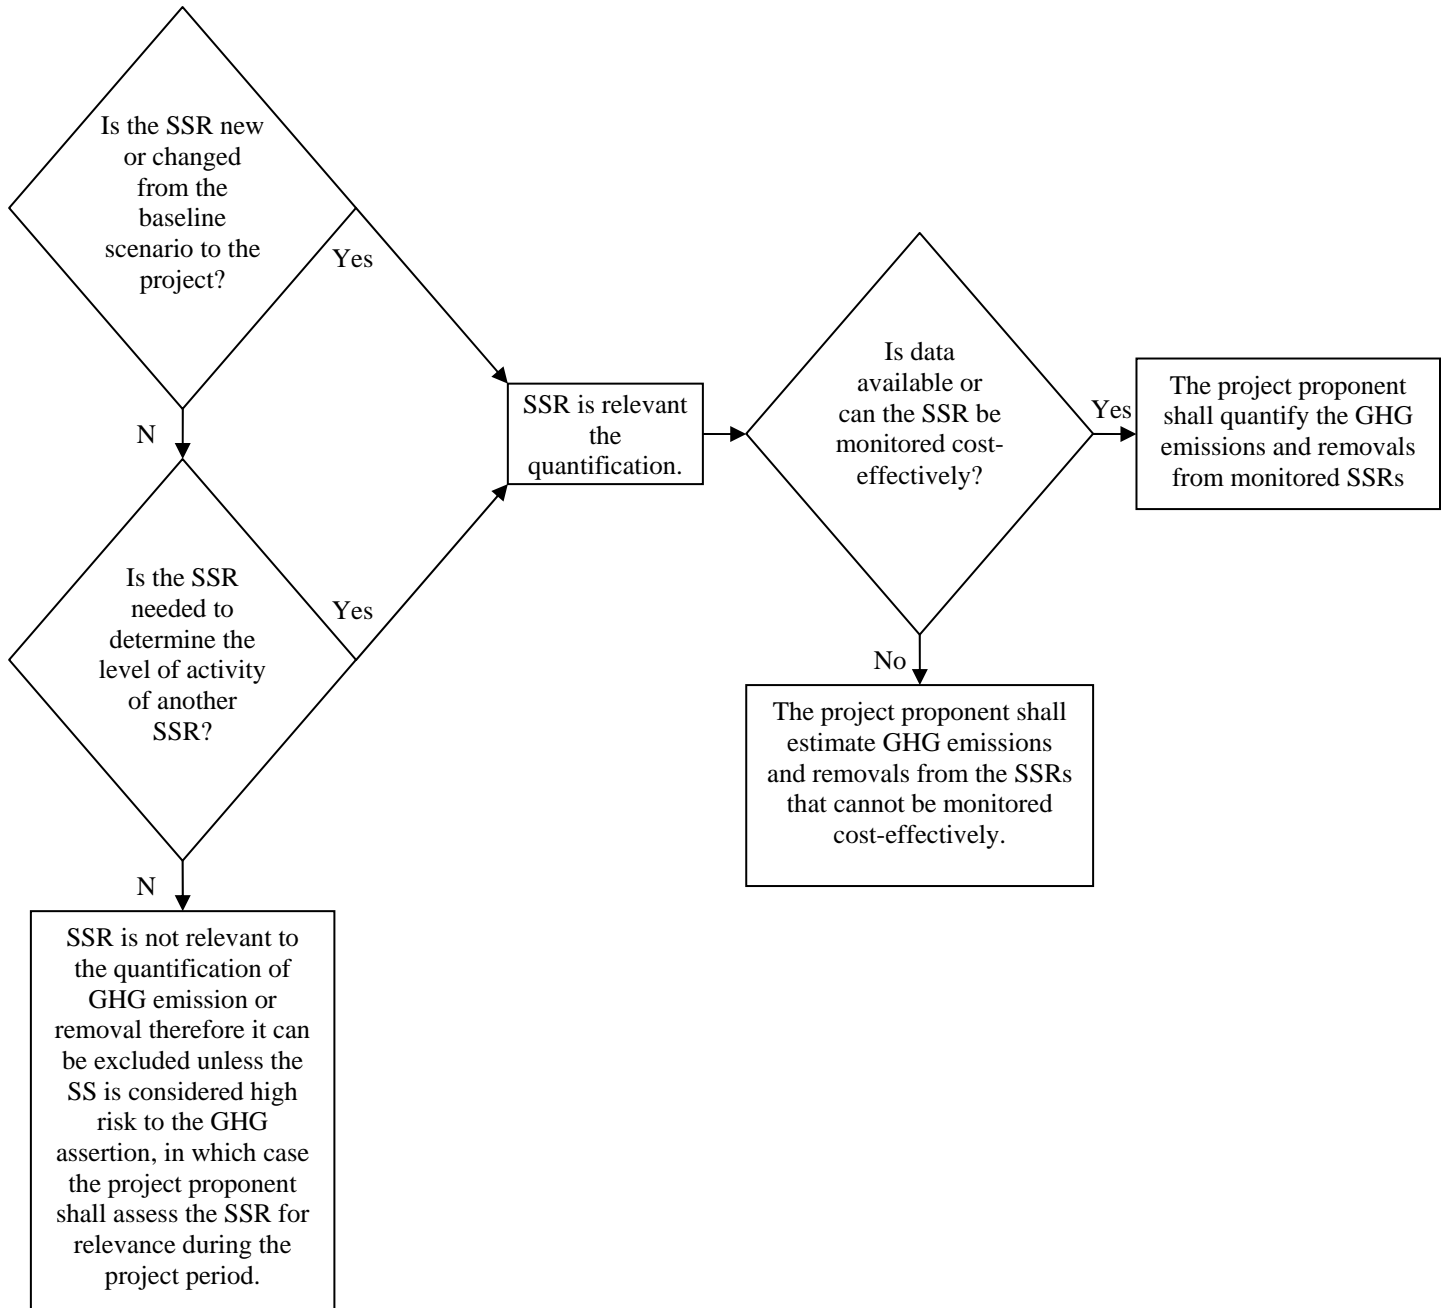 Is the SSR new
or changed
from the
baseline
scenario to the
project?
Yes
N
Is the SSR
needed to
determine the
level of activity
of another
SSR?
Yes
N
SSR is not relevant to
the quantification of
GHG emission or
removal therefore it can
be excluded unless the
SS is considered high
risk to the GHG
assertion, in which case
the project proponent
shall assess the SSR for
relevance during the
project period.
SSR is relevant
the
quantification.
Is data
available or
can the SSR be
monitored cost-
effectively?
Yes
The project proponent
shall quantify the GHG
emissions and removals
from monitored SSRs
No
The project proponent shall
estimate GHG emissions
and removals from the SSRs
that cannot be monitored
cost-effectively.